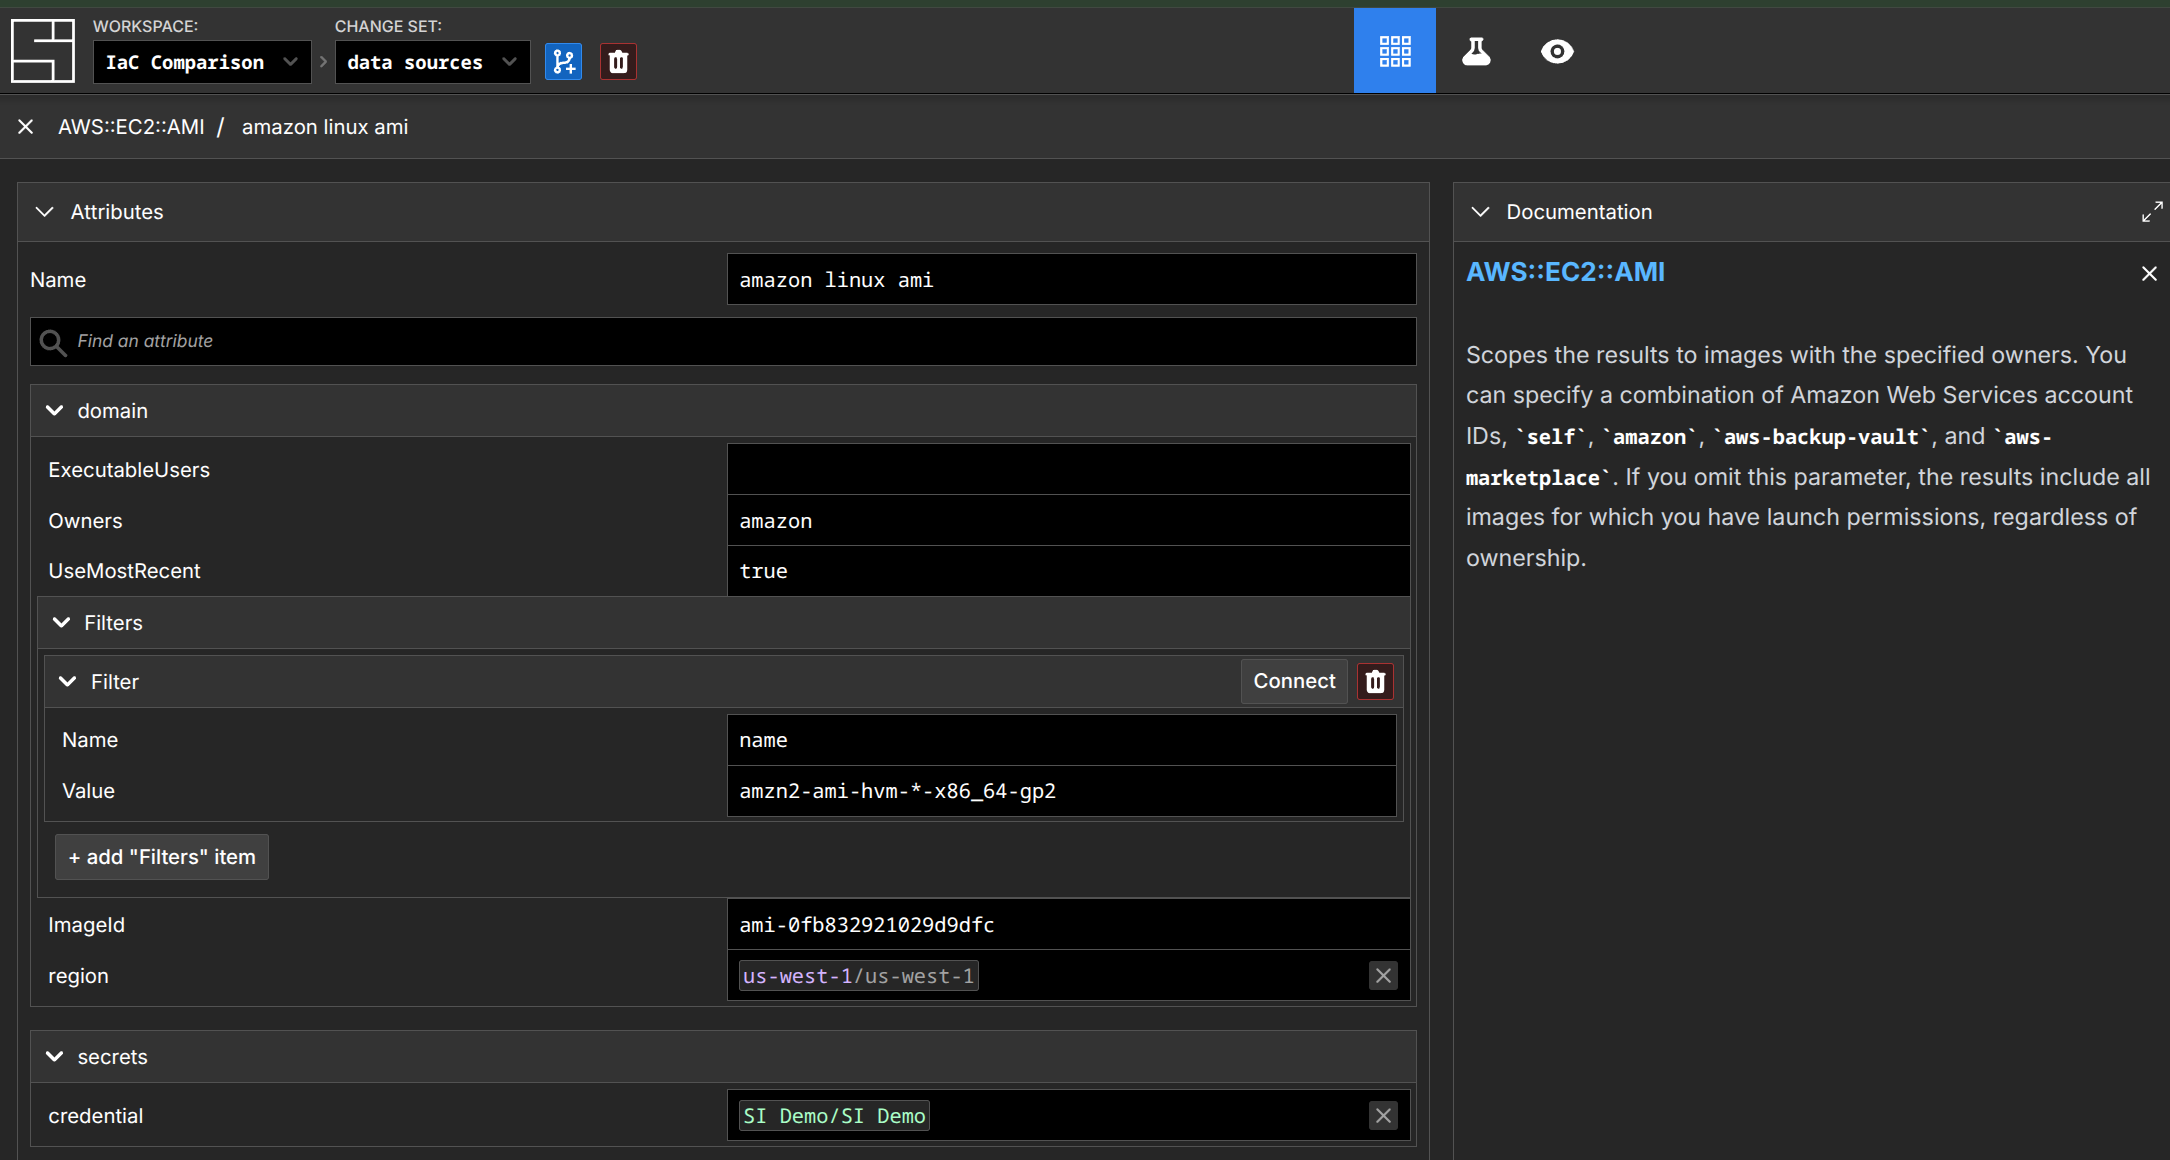 WORKSPACE:
CHANGE SET:
IaC Comparison
data sources
AWS::EC2::AMI / amazon linux ami
Attributes
Name
amazon linux ami
Find an attribute
domain
ExecutableUsers
Owners
amazon
UseMostRecent
true
Filters
Filter
Connect
Name
name
Value
amzn2-ami-hvm-*-x86_64-gp2
+ add "Filters" item
ImageId
ami-0fb832921029d9dfc
region
us-west-1/us-west-1
secrets
credential
SI Demo/SI Demo
Documentation
AWS::EC2::AMI
Scopes the results to images with the specified owners. You
can specify a combination of Amazon Web Services account
IDs, `self`, `amazon`, `aws-backup-vault`, and `aws-
marketplace`. If you omit this parameter, the results include all
images for which you have launch permissions, regardless of
ownership.